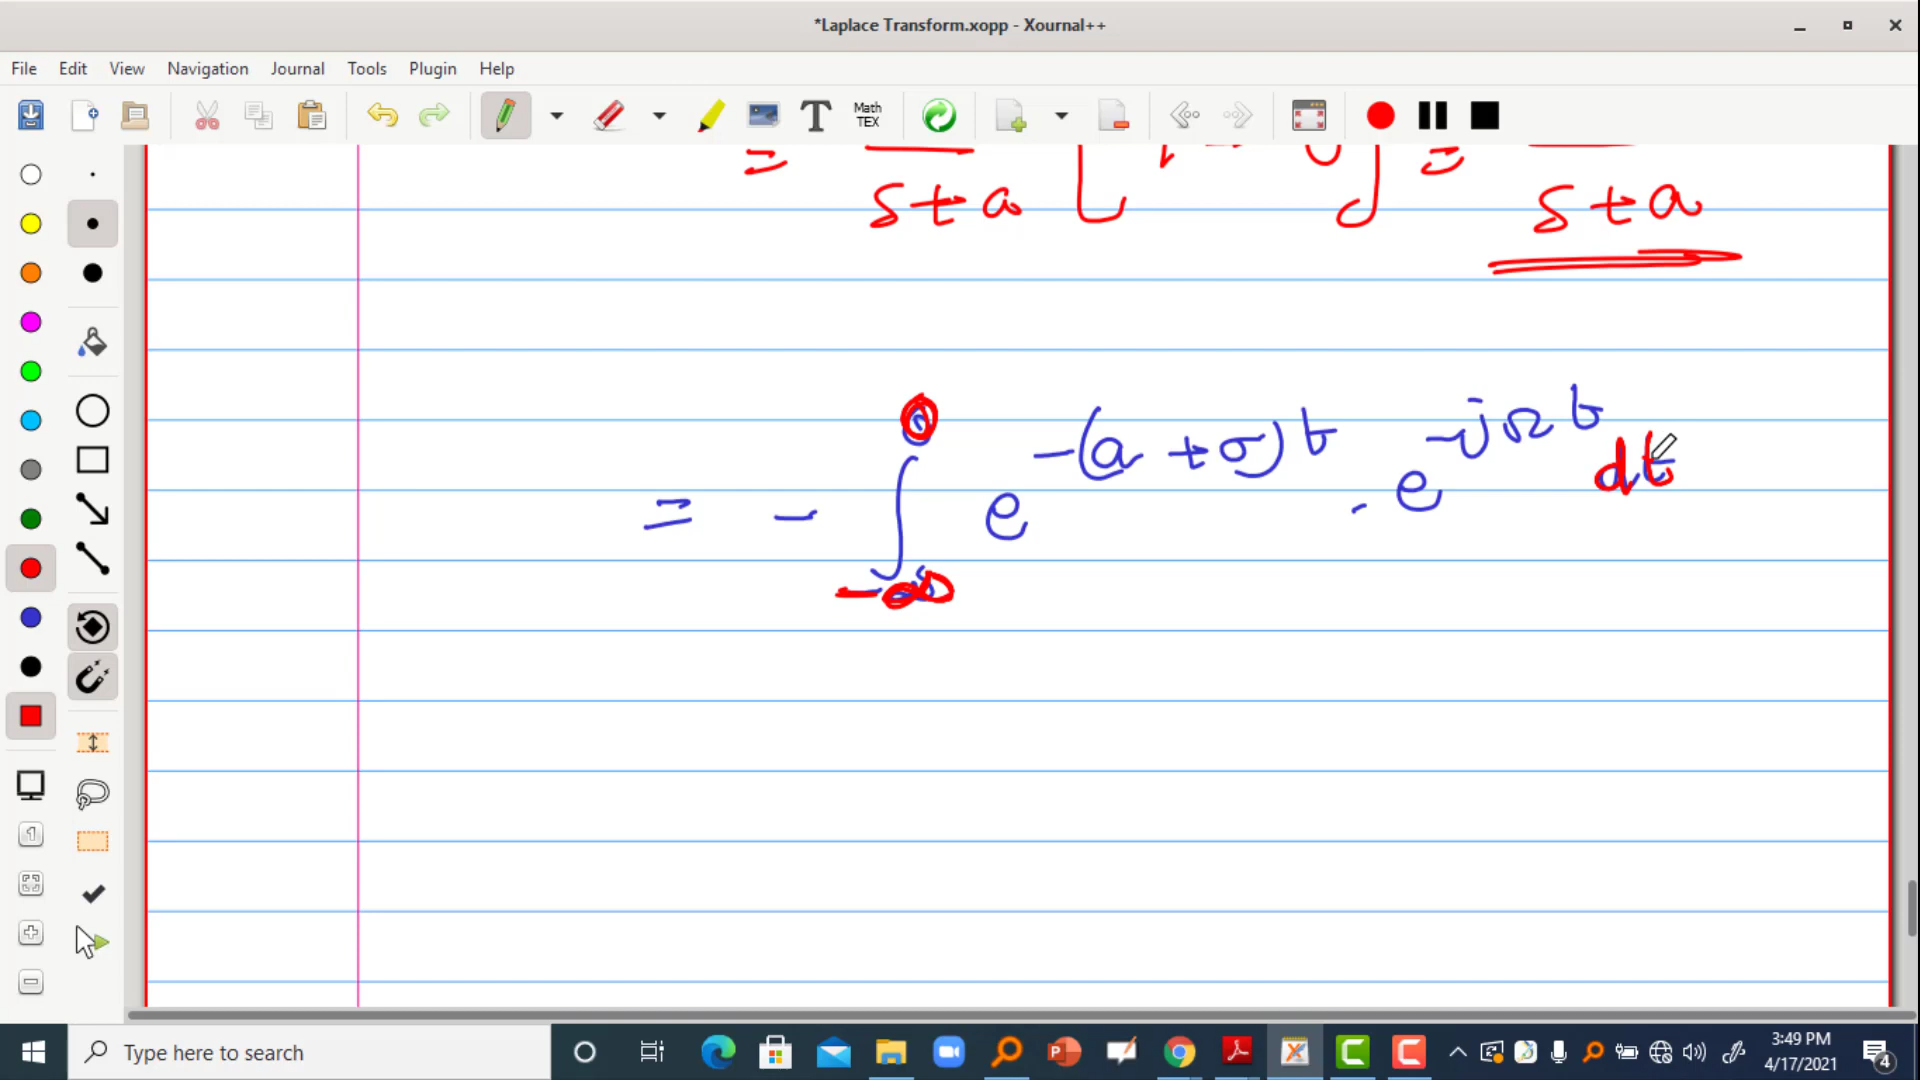 *Laplace Transform.xopp - Xournal++
File Edit View Navigation Journal Tools Plugin Help
T Math TEX
= s+a = s+a
0
= - ∫ e -(a+σ)t . e -jΩt dt
-∞
Type here to search
3:49 PM
4/17/2021
4